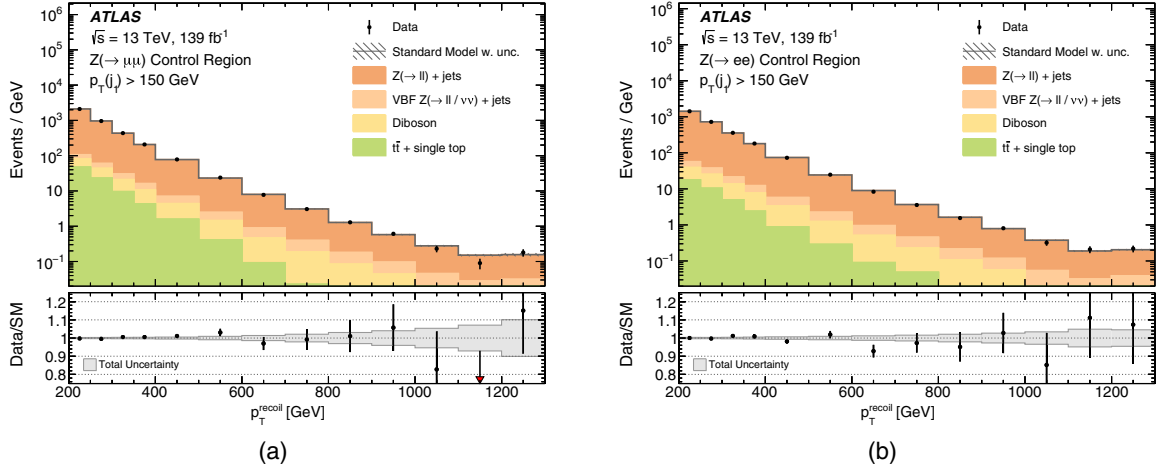 ATLAS
√s = 13 TeV, 139 fb⁻¹
Z(→ μμ) Control Region
p_T(j_1) > 150 GeV
Data
Standard Model w. unc.
Z(→ ll) + jets
VBF Z(→ ll / νν) + jets
Diboson
tt̄ + single top
Events / GeV
10⁶
10⁵
10⁴
10³
10²
10
1
10⁻¹
Data/SM
1.2
1.1
1.0
0.9
0.8
Total Uncertainty
200 400 600 800 1000 1200
p_T^recoil [GeV]
(a)
ATLAS
√s = 13 TeV, 139 fb⁻¹
Z(→ ee) Control Region
p_T(j_1) > 150 GeV
Data
Standard Model w. unc.
Z(→ ll) + jets
VBF Z(→ ll / νν) + jets
Diboson
tt̄ + single top
Events / GeV
10⁶
10⁵
10⁴
10³
10²
10
1
10⁻¹
Data/SM
1.2
1.1
1.0
0.9
0.8
Total Uncertainty
200 400 600 800 1000 1200
p_T^recoil [GeV]
(b)